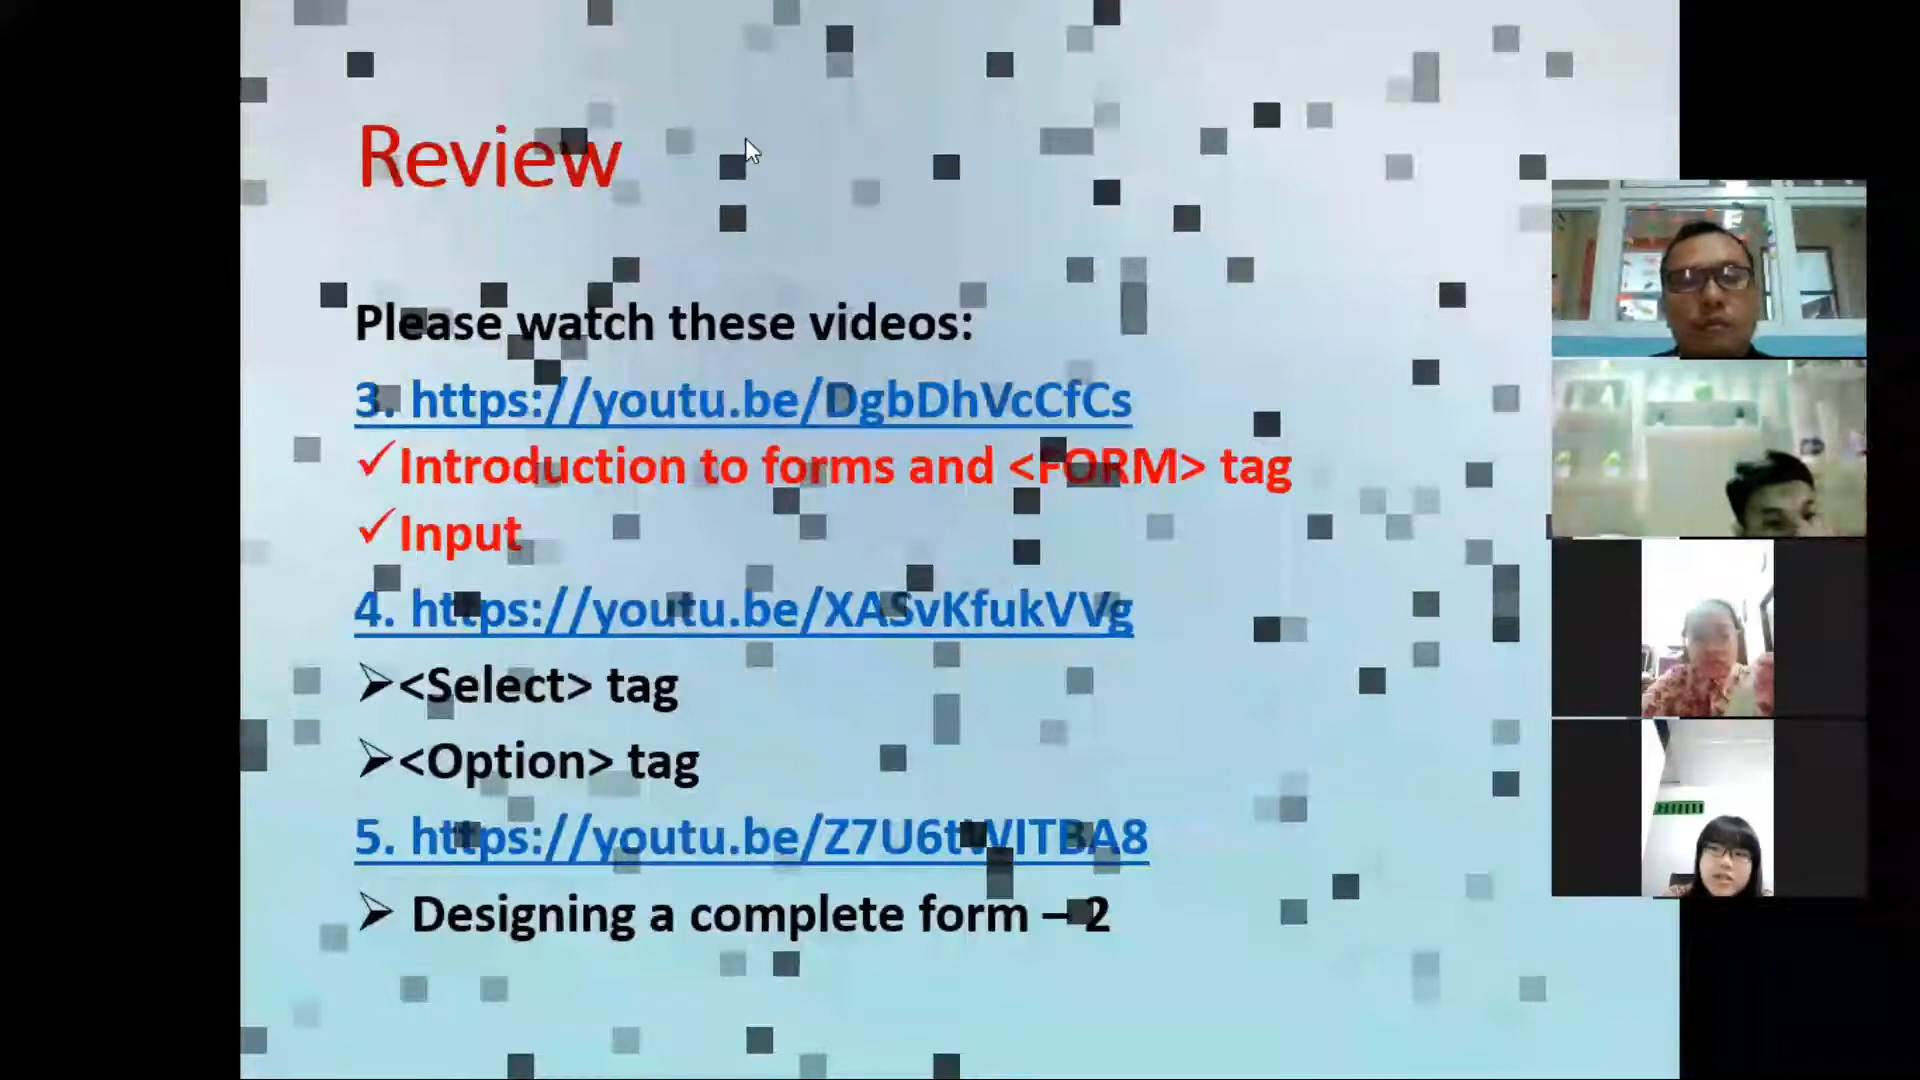 Review
Please watch these videos:
3. https://youtu.be/DgbDhVcCfCs
✓Introduction to forms and <FORM> tag
✓Input
4. https://youtu.be/XASvKfukVVg
➢<Select> tag
➢<Option> tag
5. https://youtu.be/Z7U6tWITBA8
➢ Designing a complete form – 2